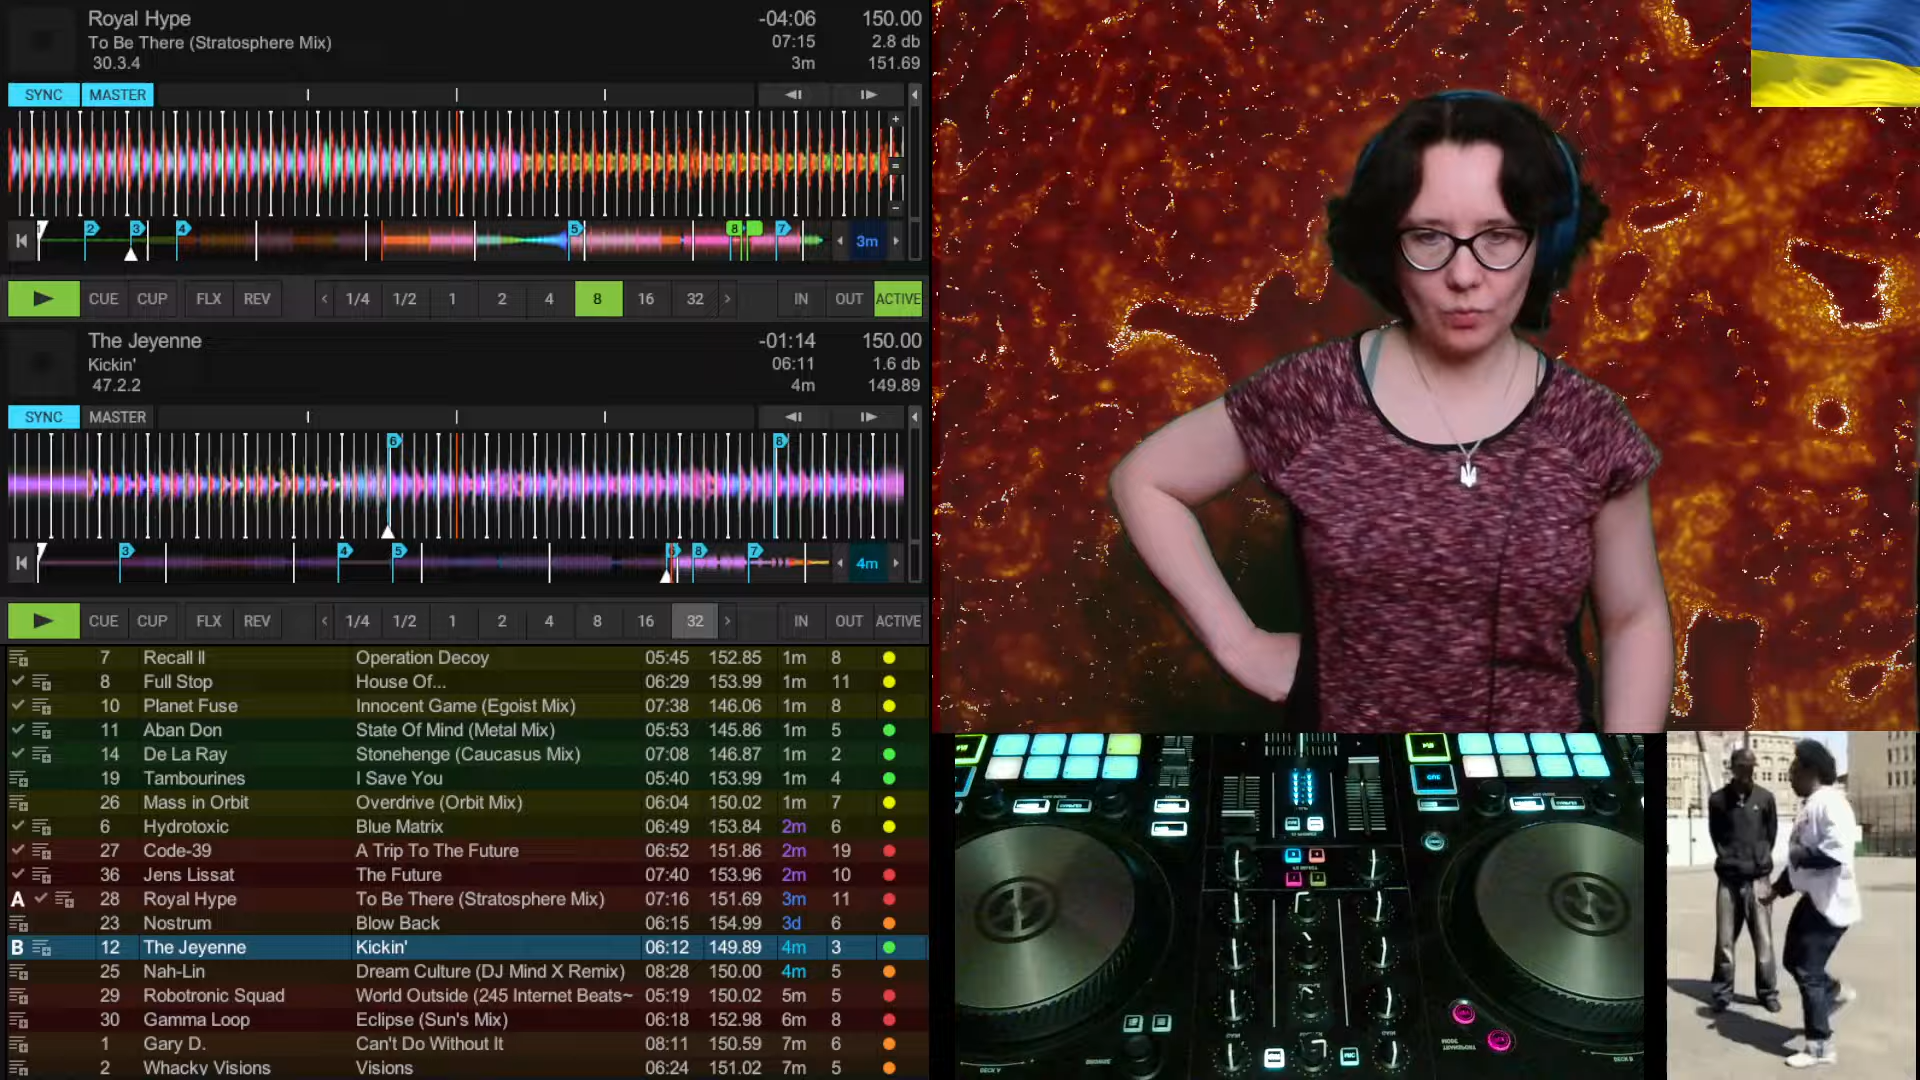 Royal Hype -04:06 150.00
To Be There (Stratosphere Mix) 07:15 2.8 db
30.3.4 3m 151.69
SYNC MASTER
2 3 4 5 8 7 3m
CUE CUP FLX REV 1/4 1/2 1 2 4 8 16 32 IN OUT ACTIVE
The Jeyenne -01:14 150.00
Kickin' 06:11 1.6 db
47.2.2 4m 149.89
SYNC MASTER
6 8
3 4 5 8 7 4m
CUE CUP FLX REV 1/4 1/2 1 2 4 8 16 32 IN OUT ACTIVE
7 Recall II Operation Decoy 05:45 152.85 1m 8
8 Full Stop House Of... 06:29 153.99 1m 11
10 Planet Fuse Innocent Game (Egoist Mix) 07:38 146.06 1m 8
11 Aban Don State Of Mind (Metal Mix) 05:53 145.86 1m 5
14 De La Ray Stonehenge (Caucasus Mix) 07:08 146.87 1m 2
19 Tambourines I Save You 05:40 153.99 1m 4
26 Mass in Orbit Overdrive (Orbit Mix) 06:04 150.02 1m 7
6 Hydrotoxic Blue Matrix 06:49 153.84 2m 6
27 Code-39 A Trip To The Future 06:52 151.86 2m 19
36 Jens Lissat The Future 07:40 153.96 2m 10
A 28 Royal Hype To Be There (Stratosphere Mix) 07:16 151.69 3m 11
23 Nostrum Blow Back 06:15 154.99 3d 6
B 12 The Jeyenne Kickin' 06:12 149.89 4m 3
25 Nah-Lin Dream Culture (DJ Mind X Remix) 08:28 150.00 4m 5
29 Robotronic Squad World Outside (245 Internet Beats~ 05:19 150.02 5m 5
30 Gamma Loop Eclipse (Sun's Mix) 06:18 152.98 6m 8
1 Gary D. Can't Do Without It 08:11 150.59 7m 6
2 Whacky Visions Visions 06:24 151.02 7m 5